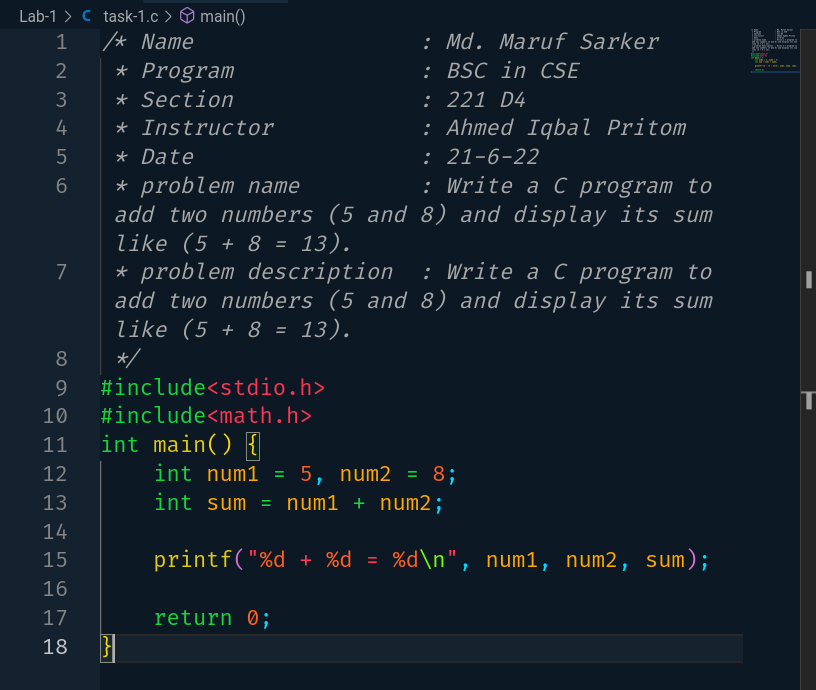 Lab-1 > C task-1.c > main()
1 /* Name : Md. Maruf Sarker
2 * Program : BSC in CSE
3 * Section : 221 D4
4 * Instructor : Ahmed Iqbal Pritom
5 * Date : 21-6-22
6 * problem name : Write a C program to
add two numbers (5 and 8) and display its sum
like (5 + 8 = 13).
7 * problem description : Write a C program to
add two numbers (5 and 8) and display its sum
like (5 + 8 = 13).
8 */
9 #include<stdio.h>
10 #include<math.h>
11 int main() {
12 int num1 = 5, num2 = 8;
13 int sum = num1 + num2;
14
15 printf("%d + %d = %d\n", num1, num2, sum);
16
17 return 0;
18 }